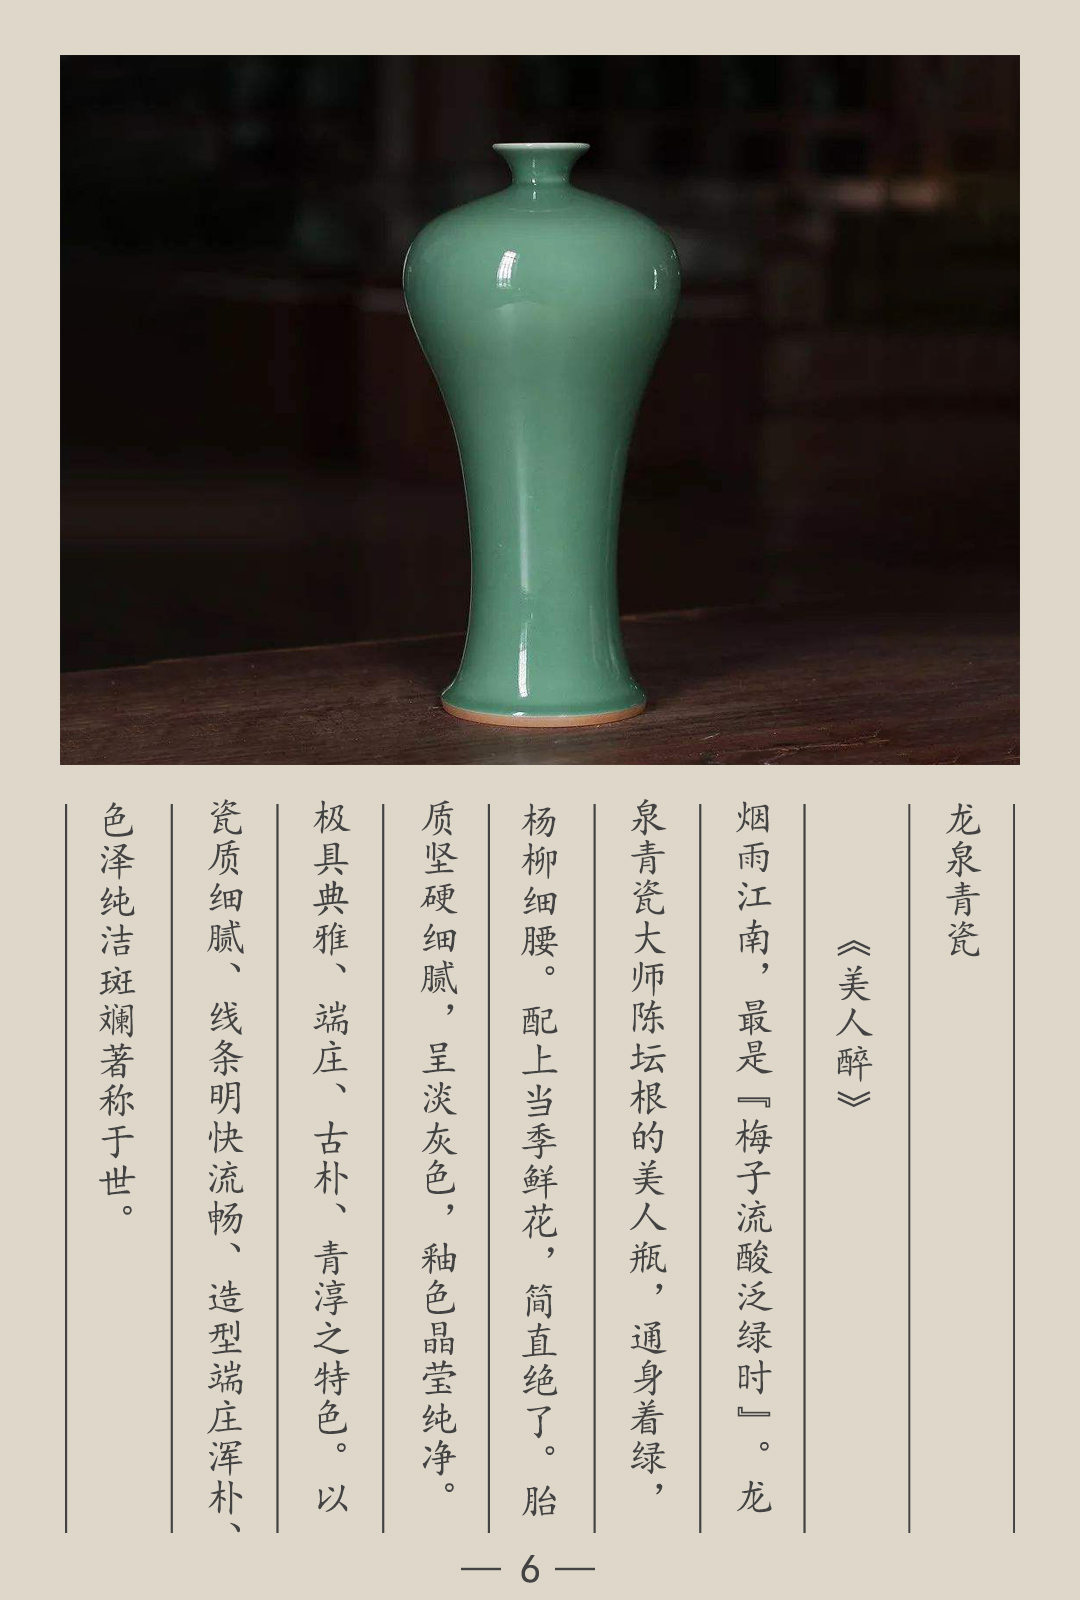 龙泉青瓷
《美人醉》
烟雨江南，最是『梅子流酸泛绿时』。龙
泉青瓷大师陈坛根的美人瓶，通身着绿，
杨柳细腰。配上当季鲜花，简直绝了。胎
质坚硬细腻，呈淡灰色，釉色晶莹纯净。
极具典雅、端庄、古朴、青淳之特色。以
瓷质细腻、线条明快流畅、造型端庄浑朴、
色泽纯洁斑斓著称于世。
— 6 —